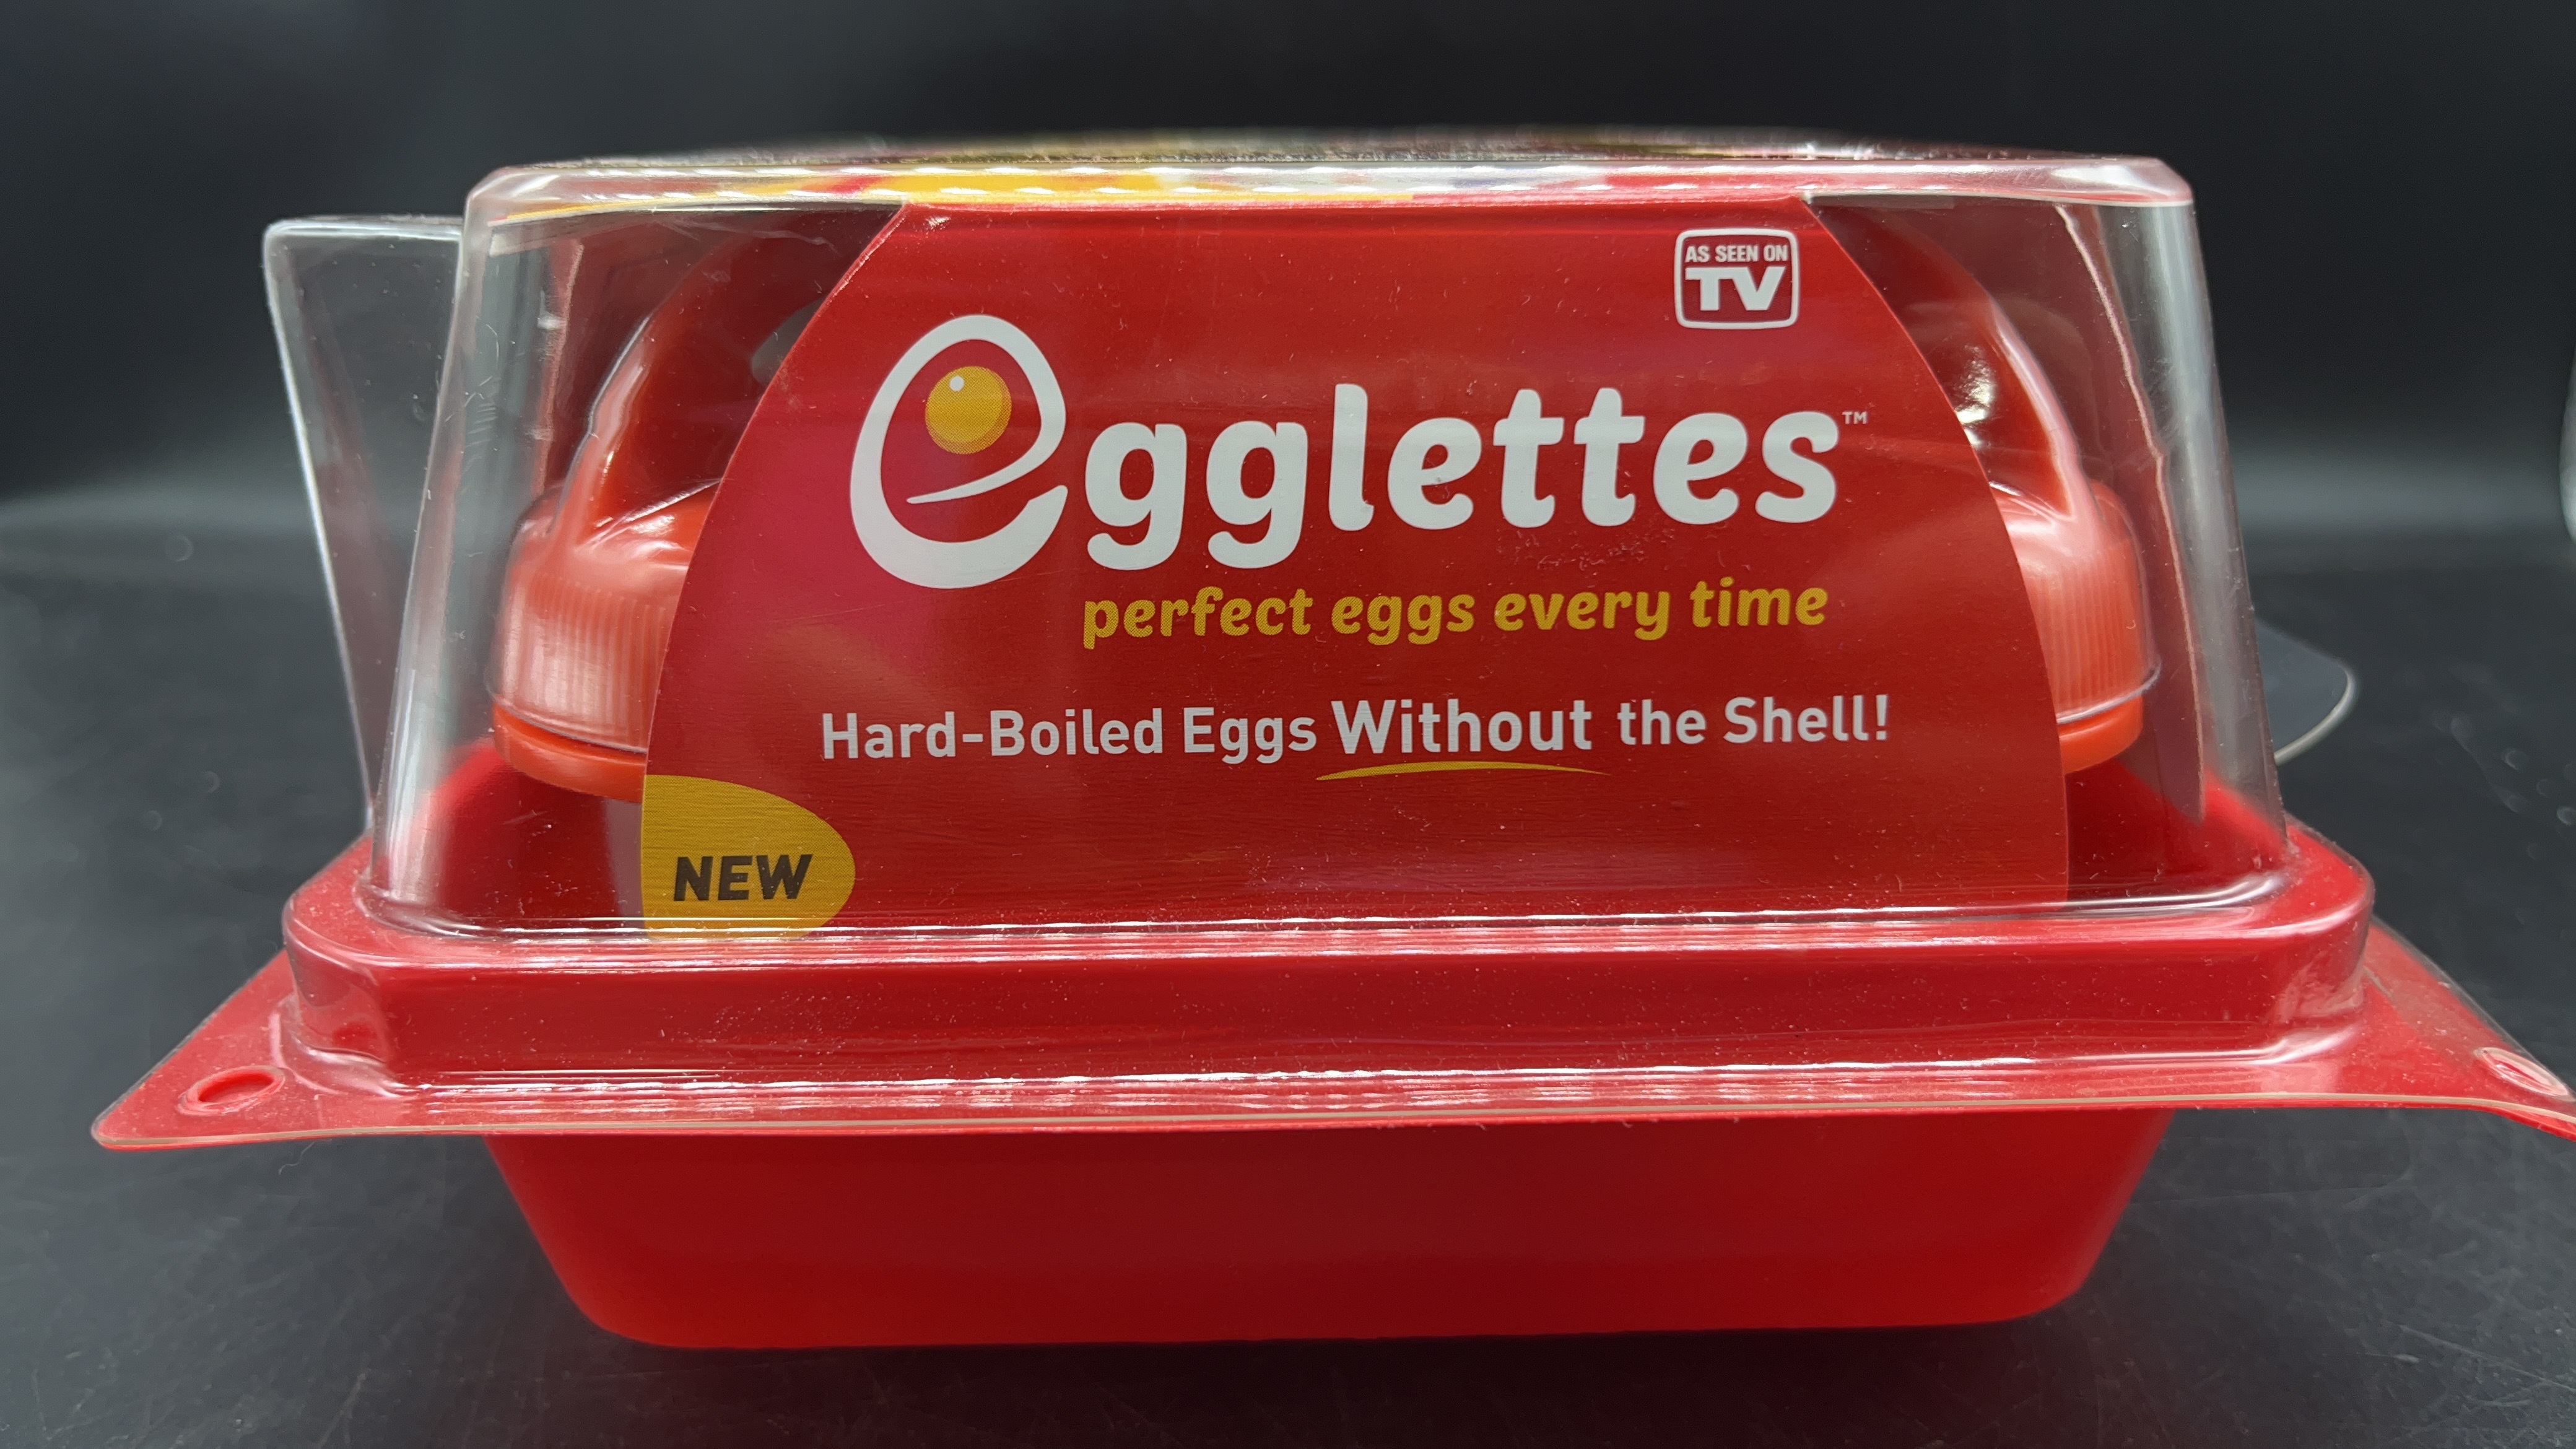 AS SEEN ON
TV
egglettes™
perfect eggs every time
Hard-Boiled Eggs Without the Shell!
NEW